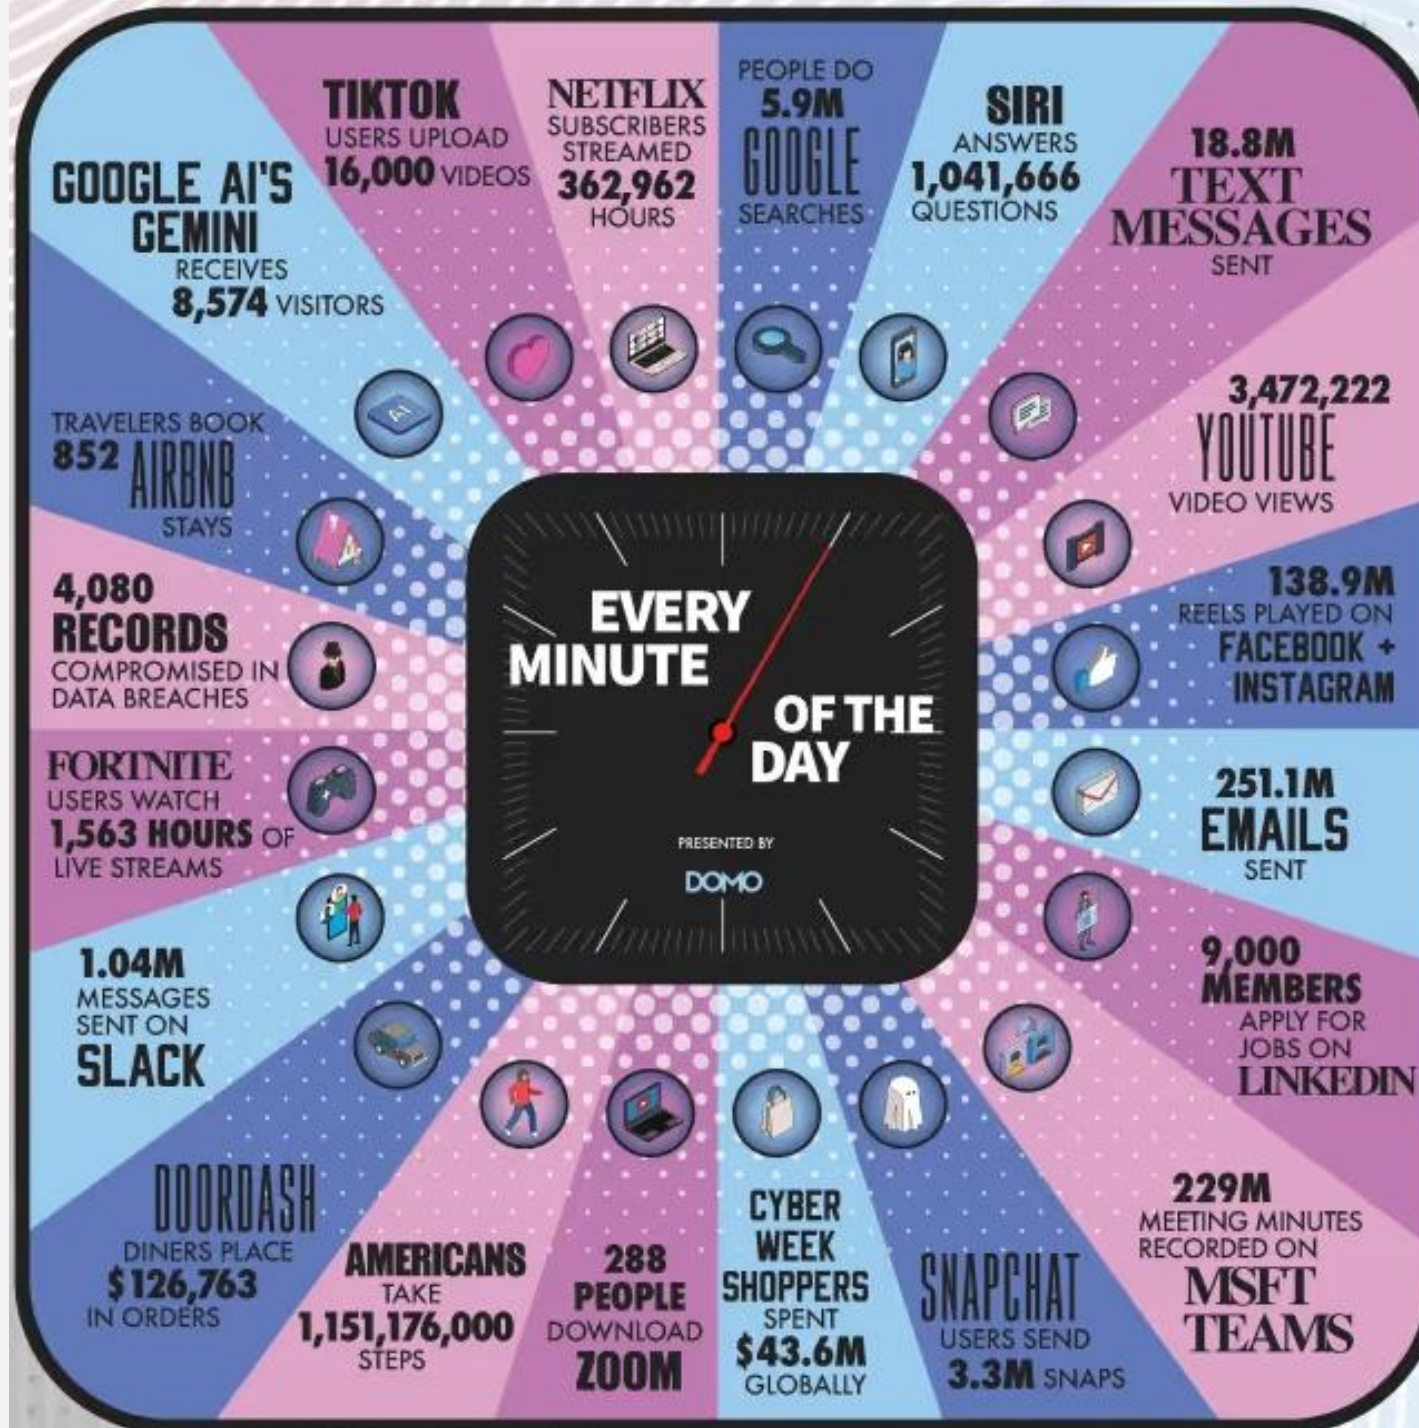 TIKTOK
USERS UPLOAD
16,000 VIDEOS
NETFLIX
SUBSCRIBERS
STREAMED
362,962
HOURS
PEOPLE DO
5.9M
GOOGLE
SEARCHES
SIRI
ANSWERS
1,041,666
QUESTIONS
18.8M
TEXT
MESSAGES
SENT
3,472,222
YOUTUBE
VIDEO VIEWS
138.9M
REELS PLAYED ON
FACEBOOK +
INSTAGRAM
251.1M
EMAILS
SENT
9,000
MEMBERS
APPLY FOR
JOBS ON
LINKEDIN
229M
MEETING MINUTES
RECORDED ON
MSFT
TEAMS
SNAPCHAT
USERS SEND
3.3M SNAPS
CYBER
WEEK
SHOPPERS
SPENT
$43.6M
GLOBALLY
288
PEOPLE
DOWNLOAD
ZOOM
AMERICANS
TAKE
1,151,176,000
STEPS
DOORDASH
DINERS PLACE
$126,763
IN ORDERS
1.04M
MESSAGES
SENT ON
SLACK
FORTNITE
USERS WATCH
1,563 HOURS OF
LIVE STREAMS
4,080
RECORDS
COMPROMISED IN
DATA BREACHES
TRAVELERS BOOK
852 AIRBNB
STAYS
GOOGLE AI'S
GEMINI
RECEIVES
8,574 VISITORS
AI
EVERY
MINUTE
OF THE
DAY
PRESENTED BY
DOMO